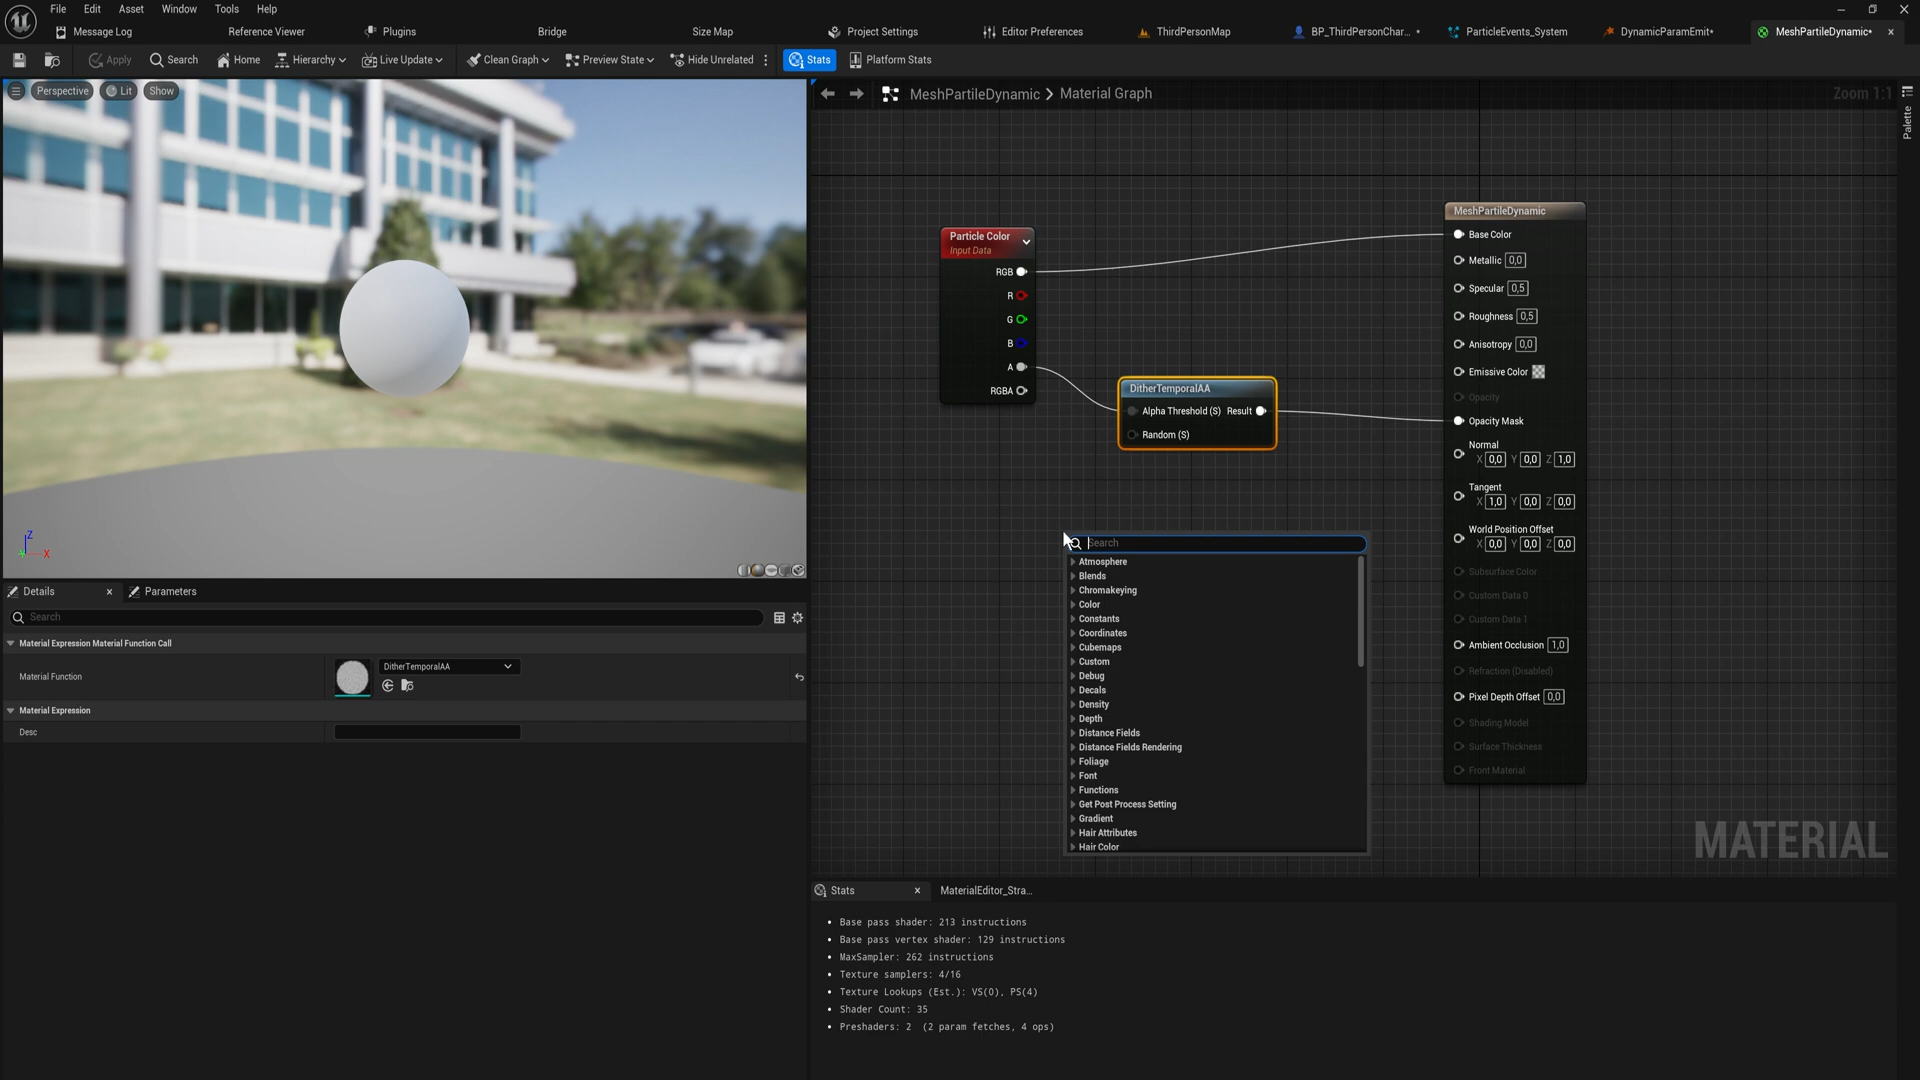 File Edit Asset Window Tools Help
Message Log Reference Viewer Plugins Bridge Size Map Project Settings Editor Preferences ThirdPersonMap BP_ThirdPersonChar... • ParticleEvents_System DynamicParamEmit• MeshPartileDynamic•
Apply Search Home Hierarchy Live Update Clean Graph Preview State Hide Unrelated Stats Platform Stats
Perspective Lit Show
MeshPartileDynamic > Material Graph
Zoom 1:1
Palette
Particle Color
Input Data
RGB
R
G
B
A
RGBA
DitherTemporalAA
Alpha Threshold (S) Result
Random (S)
MeshPartileDynamic
Base Color
Metallic 0,0
Specular 0,5
Roughness 0,5
Anisotropy 0,0
Emissive Color
Opacity
Opacity Mask
Normal
X 0,0 Y 0,0 Z 1,0
Tangent
X 1,0 Y 0,0 Z 0,0
World Position Offset
X 0,0 Y 0,0 Z 0,0
Subsurface Color
Custom Data 0
Custom Data 1
Ambient Occlusion 1,0
Refraction (Disabled)
Pixel Depth Offset 0,0
Shading Model
Surface Thickness
Front Material
Search
Atmosphere
Blends
Chromakeying
Color
Constants
Coordinates
Cubemaps
Custom
Debug
Decals
Density
Depth
Distance Fields
Distance Fields Rendering
Foliage
Font
Functions
Get Post Process Setting
Gradient
Hair Attributes
Hair Color
MATERIAL
Z
X
Details Parameters
Search
Material Expression Material Function Call
Material Function DitherTemporalAA
Material Expression
Desc
Stats MaterialEditor_Stra...
• Base pass shader: 213 instructions
• Base pass vertex shader: 129 instructions
• MaxSampler: 262 instructions
• Texture samplers: 4/16
• Texture Lookups (Est.): VS(0), PS(4)
• Shader Count: 35
• Preshaders: 2 (2 param fetches, 4 ops)